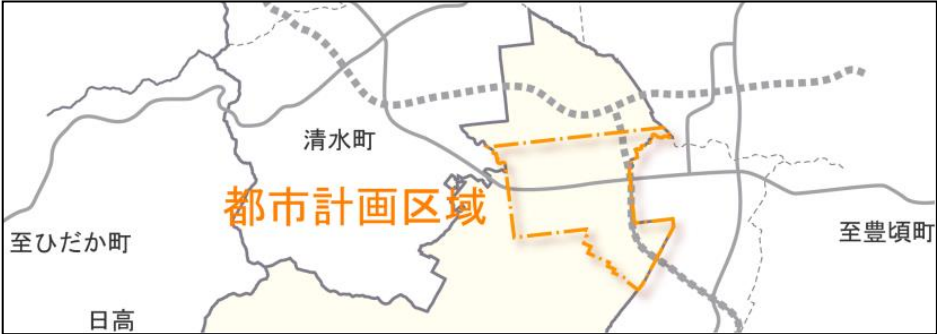 清水町
都市計画区域
至ひだか町
至豊頃町
日高